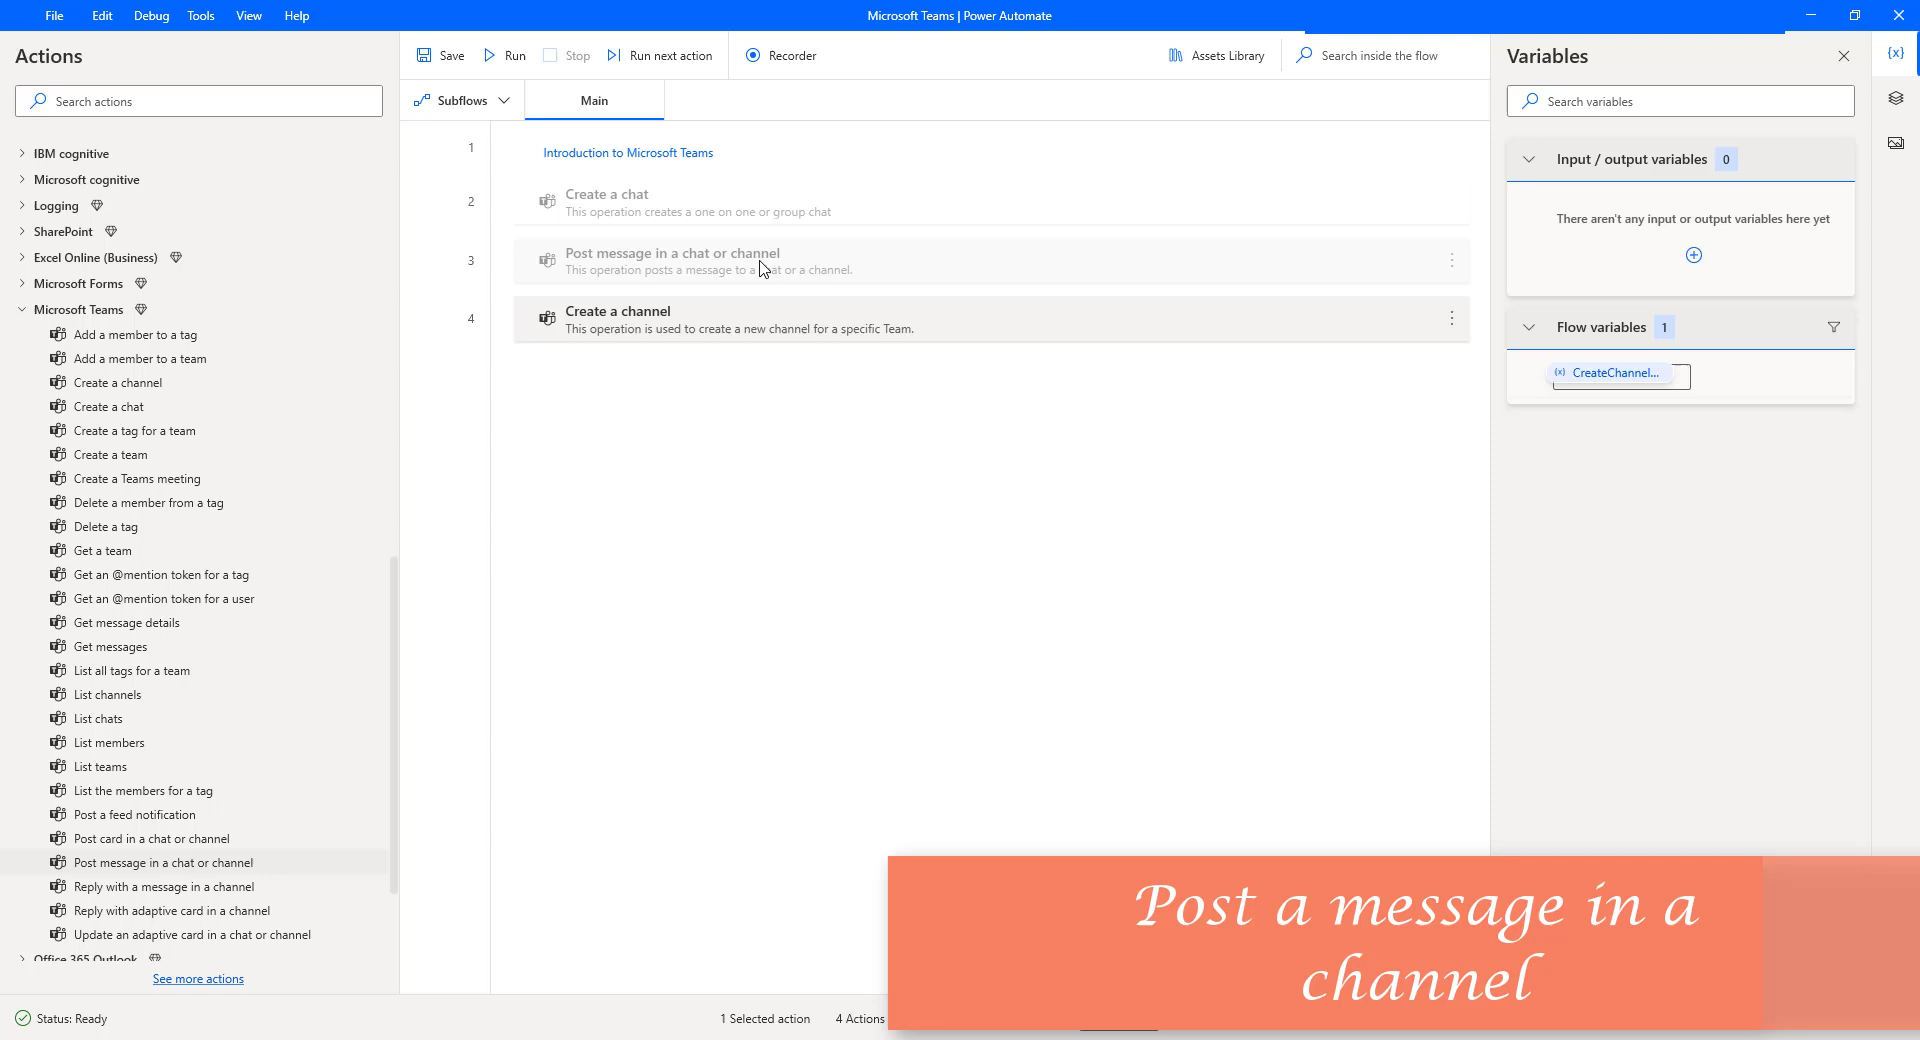 File Edit Debug Tools View Help
Microsoft Teams | Power Automate
Actions
Search actions
IBM cognitive
Microsoft cognitive
Logging
SharePoint
Excel Online (Business)
Microsoft Forms
Microsoft Teams
Add a member to a tag
Add a member to a team
Create a channel
Create a chat
Create a tag for a team
Create a team
Create a Teams meeting
Delete a member from a tag
Delete a tag
Get a team
Get an @mention token for a tag
Get an @mention token for a user
Get message details
Get messages
List all tags for a team
List channels
List chats
List members
List teams
List the members for a tag
Post a feed notification
Post card in a chat or channel
Post message in a chat or channel
Reply with a message in a channel
Reply with adaptive card in a channel
Update an adaptive card in a chat or channel
Office 365 Outlook
See more actions
Save Run Stop Run next action Recorder
Assets Library Search inside the flow
Subflows Main
1 Introduction to Microsoft Teams
2 Create a chat
This operation creates a one on one or group chat
3 Post message in a chat or channel
This operation posts a message to a chat or a channel.
4 Create a channel
This operation is used to create a new channel for a specific Team.
Variables
Search variables
Input / output variables 0
There aren't any input or output variables here yet
Flow variables 1
{x} CreateChannel...
{x}
Post a message in a
channel
Status: Ready
1 Selected action 4 Actions